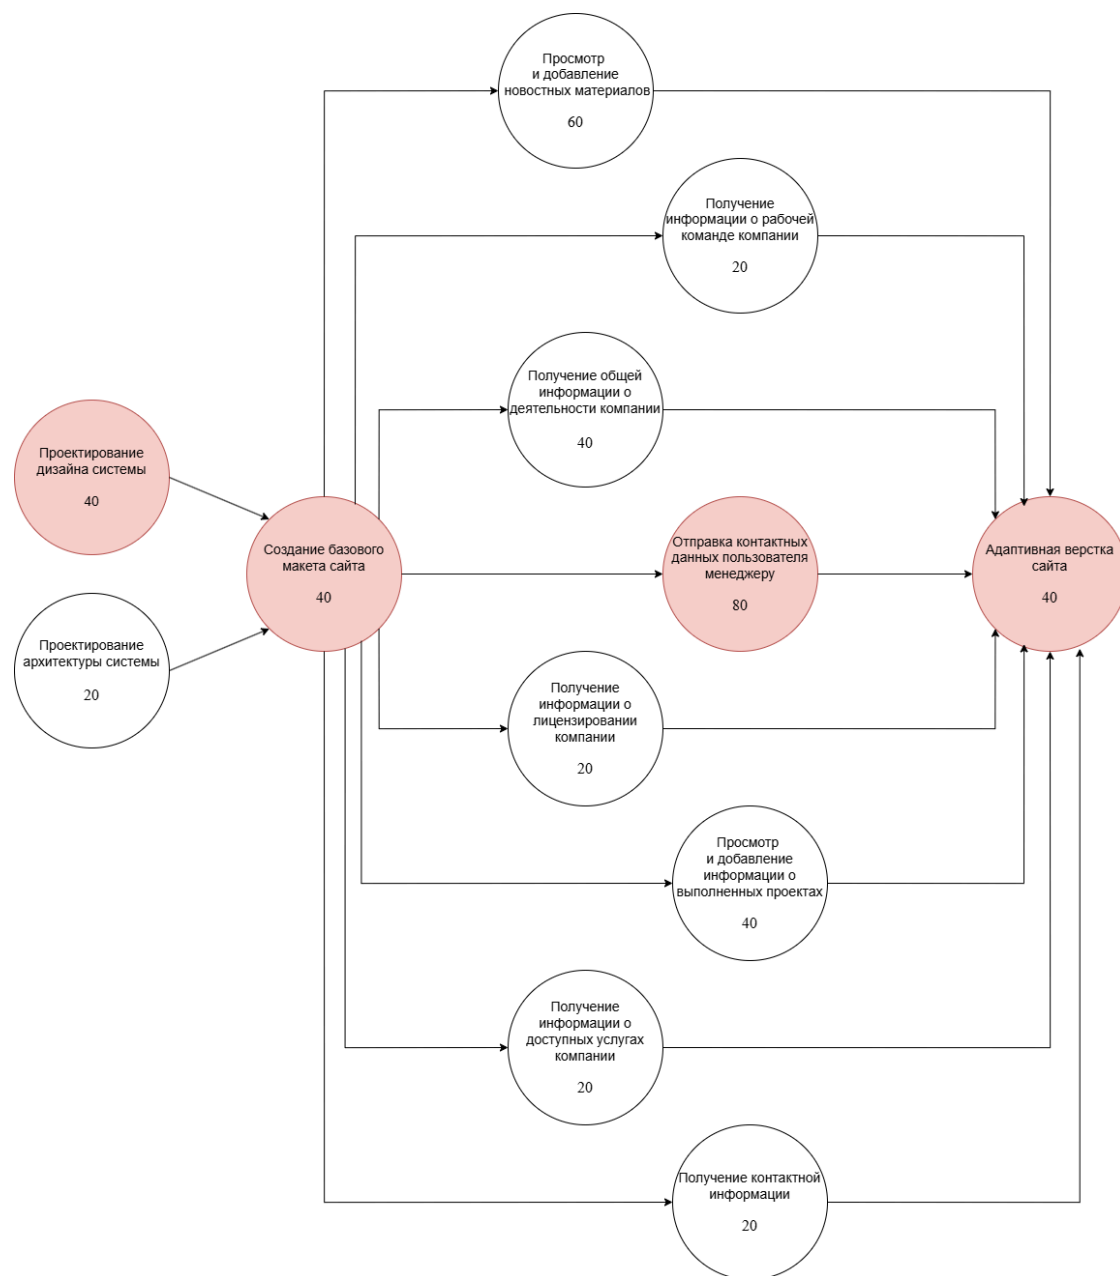 Просмотр
и добавление
новостных материалов
60
Получение
информации о рабочей
команде компании
20
Получение общей
информации о
деятельности компании
40
Проектирование
дизайна системы
40
Создание базового
макета сайта
40
Отправка контактных
данных пользователя
менеджеру
80
Адаптивная верстка
сайта
40
Проектирование
архитектуры системы
20
Получение
информации о
лицензировании
компании
20
Просмотр
и добавление
информации о
выполненных проектах
40
Получение
информации о
доступных услугах
компании
20
Получение контактной
информации
20